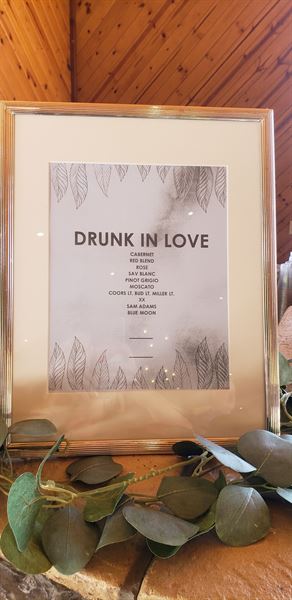 DRUNK IN LOVE
CABERNET
RED BLEND
ROSE
SAV BLANC
PINOT GRIGIO
MOSCATO
COORS LT. BUD LT. MILLER LT.
XX
SAM ADAMS
BLUE MOON